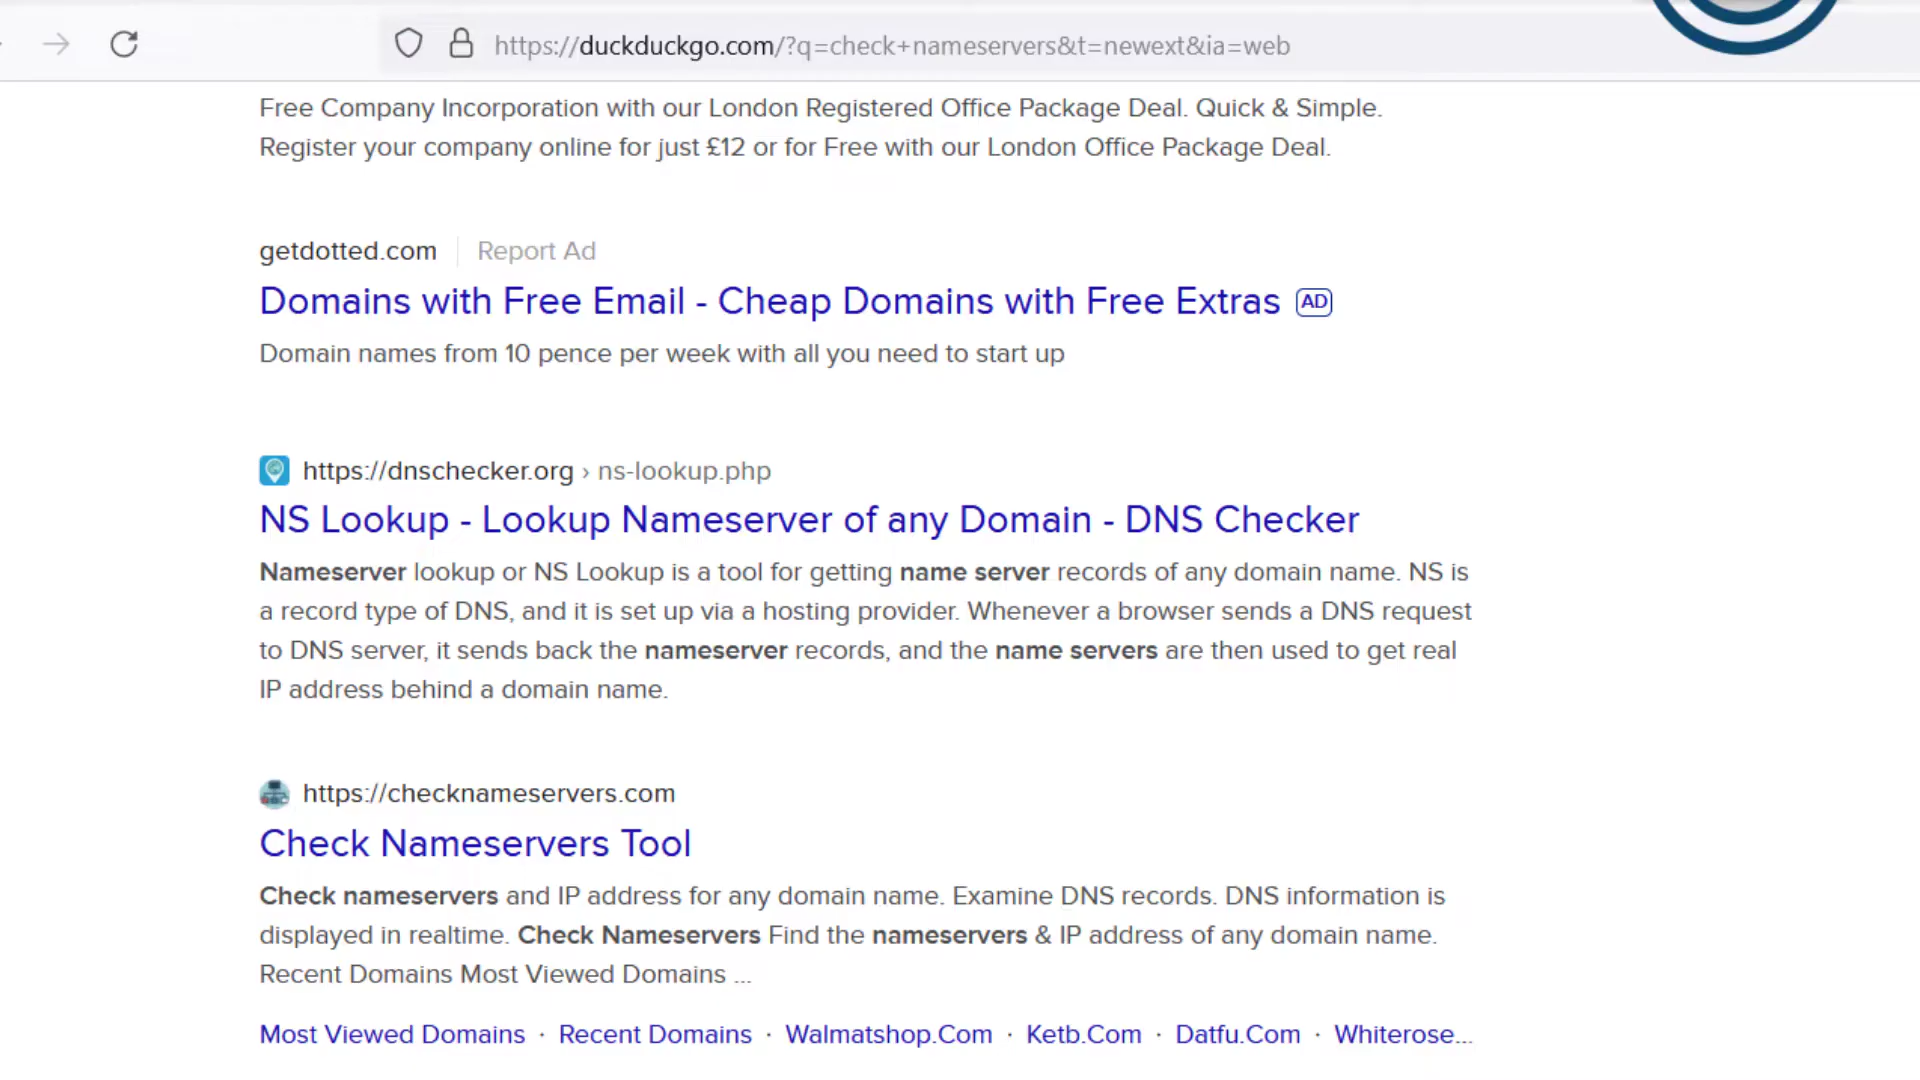 https://duckduckgo.com/?q=check+nameservers&t=newext&ia=web
Free Company Incorporation with our London Registered Office Package Deal. Quick & Simple.
Register your company online for just £12 or for Free with our London Office Package Deal.
getdotted.com Report Ad
Domains with Free Email - Cheap Domains with Free Extras AD
Domain names from 10 pence per week with all you need to start up
https://dnschecker.org › ns-lookup.php
NS Lookup - Lookup Nameserver of any Domain - DNS Checker
Nameserver lookup or NS Lookup is a tool for getting name server records of any domain name. NS is
a record type of DNS, and it is set up via a hosting provider. Whenever a browser sends a DNS request
to DNS server, it sends back the nameserver records, and the name servers are then used to get real
IP address behind a domain name.
https://checknameservers.com
Check Nameservers Tool
Check nameservers and IP address for any domain name. Examine DNS records. DNS information is
displayed in realtime. Check Nameservers Find the nameservers & IP address of any domain name.
Recent Domains Most Viewed Domains ...
Most Viewed Domains · Recent Domains · Walmatshop.Com · Ketb.Com · Datfu.Com · Whiterose...